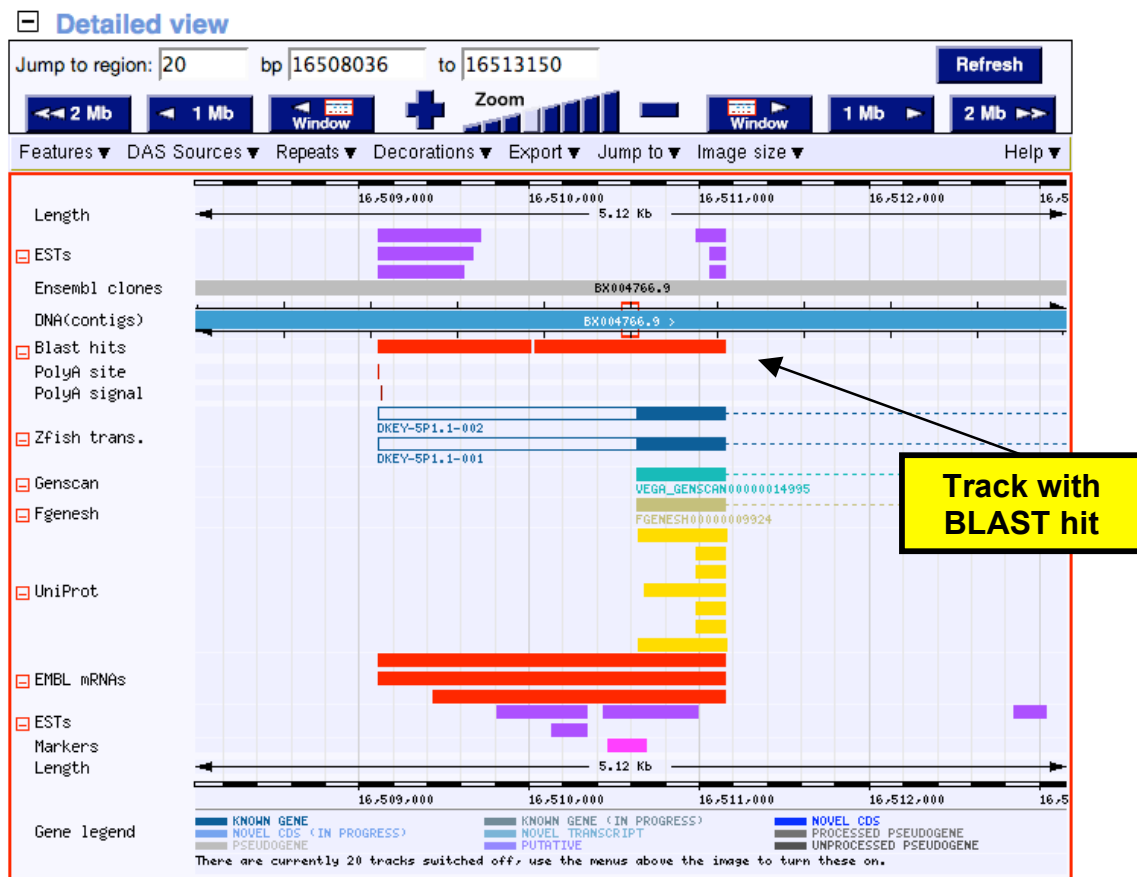 Detailed view
Jump to region: 20 bp 16508036 to 16513150 Refresh
<< 2 Mb < 1 Mb Window Zoom Window 1 Mb > 2 Mb >>
Features DAS Sources Repeats Decorations Export Jump to Image size Help
16,509,000 16,510,000 16,511,000 16,512,000 16,5
Length 5.12 Kb
ESTs
Ensembl clones BX004766.9
DNA(contigs) BX004766.9 >
Blast hits
PolyA site
PolyA signal
DKEY-5P1.1-002
Zfish trans.
DKEY-5P1.1-001
Genscan
VEGA_GENSCAN00000014995
Track with
BLAST hit
Fgenesh
FGENESH00000009924
UniProt
EMBL mRNAs
ESTs
Markers
Length 5.12 Kb
16,509,000 16,510,000 16,511,000 16,512,000 16,5
Gene legend
KNOWN GENE KNOWN GENE (IN PROGRESS) NOVEL CDS
NOVEL CDS (IN PROGRESS) NOVEL TRANSCRIPT PROCESSED PSEUDOGENE
PSEUDOGENE PUTATIVE UNPROCESSED PSEUDOGENE
There are currently 20 tracks switched off, use the menus above the image to turn these on.